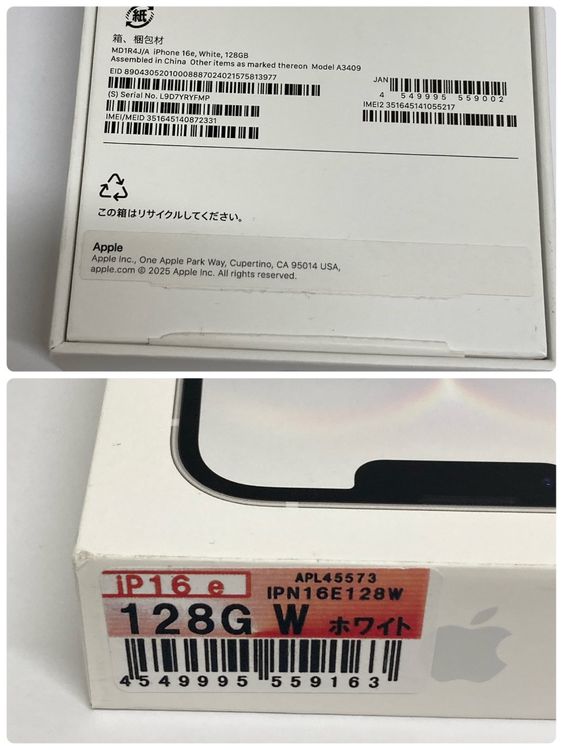 紙
箱、梱包材
MD1R4J/A iPhone 16e, White, 128GB
Assembled in China Other items as marked thereon Model A3409
EID 89043052010008887024021575813977
(S) Serial No. L9D7YRYFMP
IMEI/MEID 351645140872331
JAN
4 549995 559002
IMEI2 351645141055217
この箱はリサイクルしてください。
Apple
Apple Inc., One Apple Park Way, Cupertino, CA 95014 USA,
apple.com © 2025 Apple Inc. All rights reserved.
iP16 e
APL45573
IPN16E128W
128G W ホワイト
4549995 559163